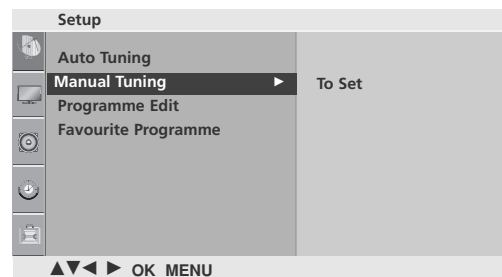 Setup
Auto Tuning
Manual Tuning ► To Set
Programme Edit
Favourite Programme
▲▼◄ ► OK MENU